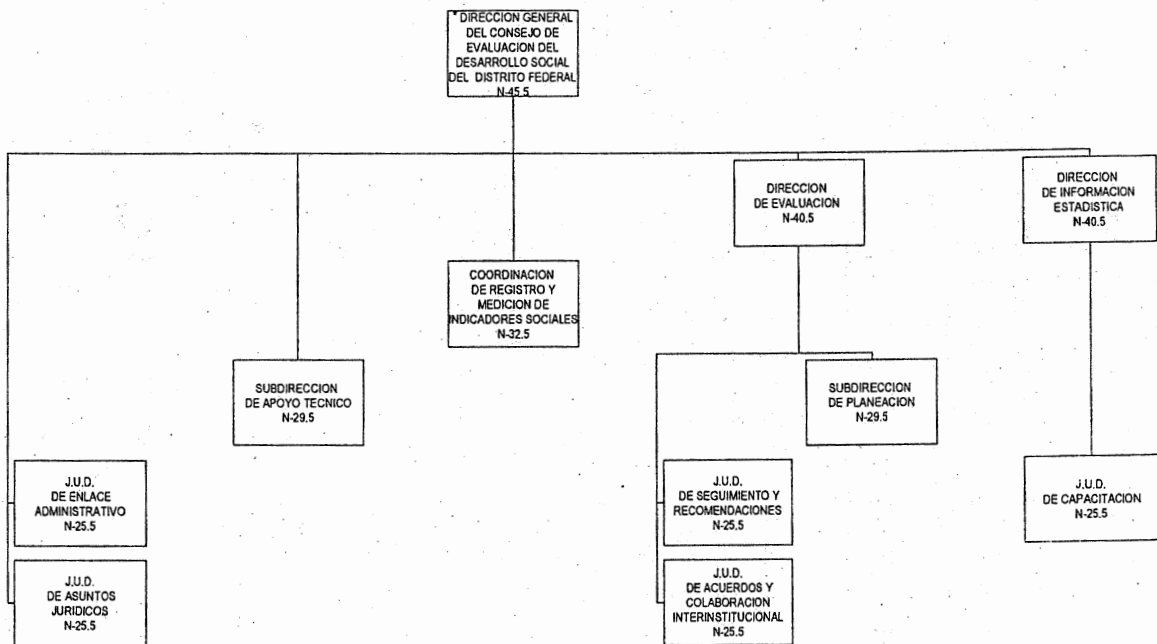 * DIRECCION GENERAL
DEL CONSEJO DE
EVALUACION DEL
DESARROLLO SOCIAL
DEL DISTRITO FEDERAL
N-45.5
DIRECCION
DE EVALUACION
N-40.5
DIRECCION
DE INFORMACION
ESTADISTICA
N-40.5
COORDINACION
DE REGISTRO Y
MEDICION DE
INDICADORES SOCIALES
N-32.5
SUBDIRECCION
DE APOYO TECNICO
N-29.5
SUBDIRECCION
DE PLANEACION
N-29.5
J.U.D.
DE ENLACE
ADMINISTRATIVO
N-25.5
J.U.D.
DE SEGUIMIENTO Y
RECOMENDACIONES
N-25.5
J.U.D.
DE CAPACITACION
N-25.5
J.U.D.
DE ASUNTOS
JURIDICOS
N-25.5
J.U.D.
DE ACUERDOS Y
COLABORACION
INTERINSTITUCIONAL
N-25.5